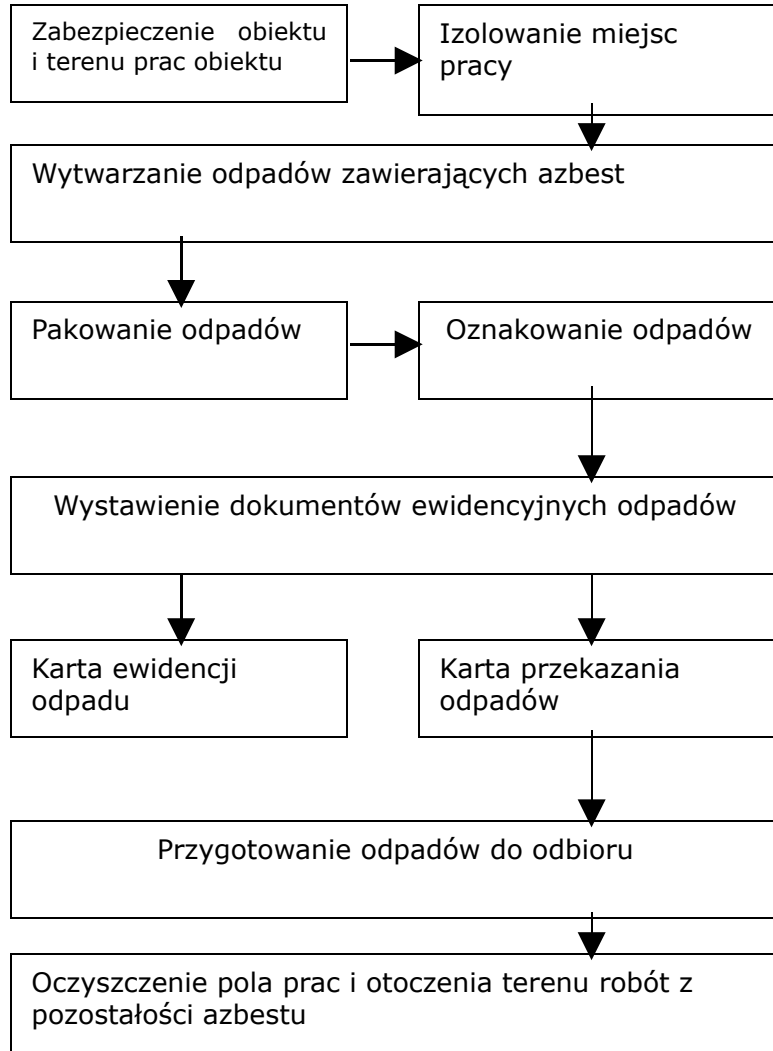 Zabezpieczenie obiektu
i terenu prac obiektu
Izolowanie miejsc
pracy
Wytwarzanie odpadów zawierających azbest
Pakowanie odpadów
Oznakowanie odpadów
Wystawienie dokumentów ewidencyjnych odpadów
Karta ewidencji
odpadu
Karta przekazania
odpadów
Przygotowanie odpadów do odbioru
Oczyszczenie pola prac i otoczenia terenu robót z
pozostałości azbestu